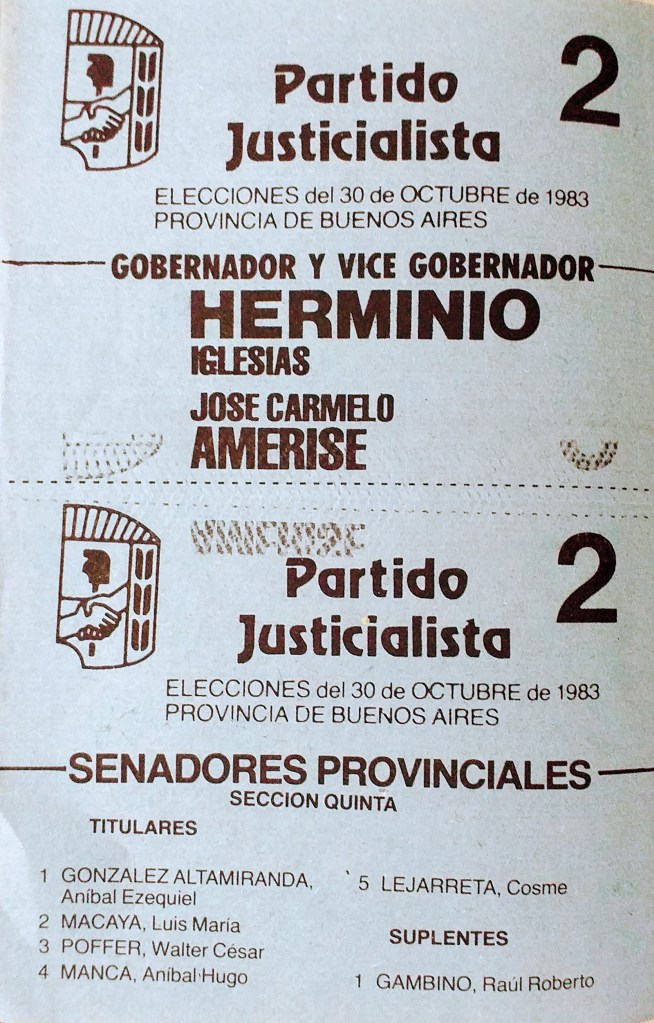 Partido
Justicialista
2
ELECCIONES del 30 de OCTUBRE de 1983
PROVINCIA DE BUENOS AIRES
GOBERNADOR Y VICE GOBERNADOR
HERMINIO
IGLESIAS
JOSE CARMELO
AMERISE
Partido
Justicialista
2
ELECCIONES del 30 de OCTUBRE de 1983
PROVINCIA DE BUENOS AIRES
SENADORES PROVINCIALES
SECCION QUINTA
TITULARES
1 GONZALEZ ALTAMIRANDA,
Aníbal Ezequiel
2 MACAYA, Luis María
3 POFFER, Walter César
4 MANCA, Aníbal Hugo
5 LEJARRETA, Cosme
SUPLENTES
1 GAMBINO, Raúl Roberto